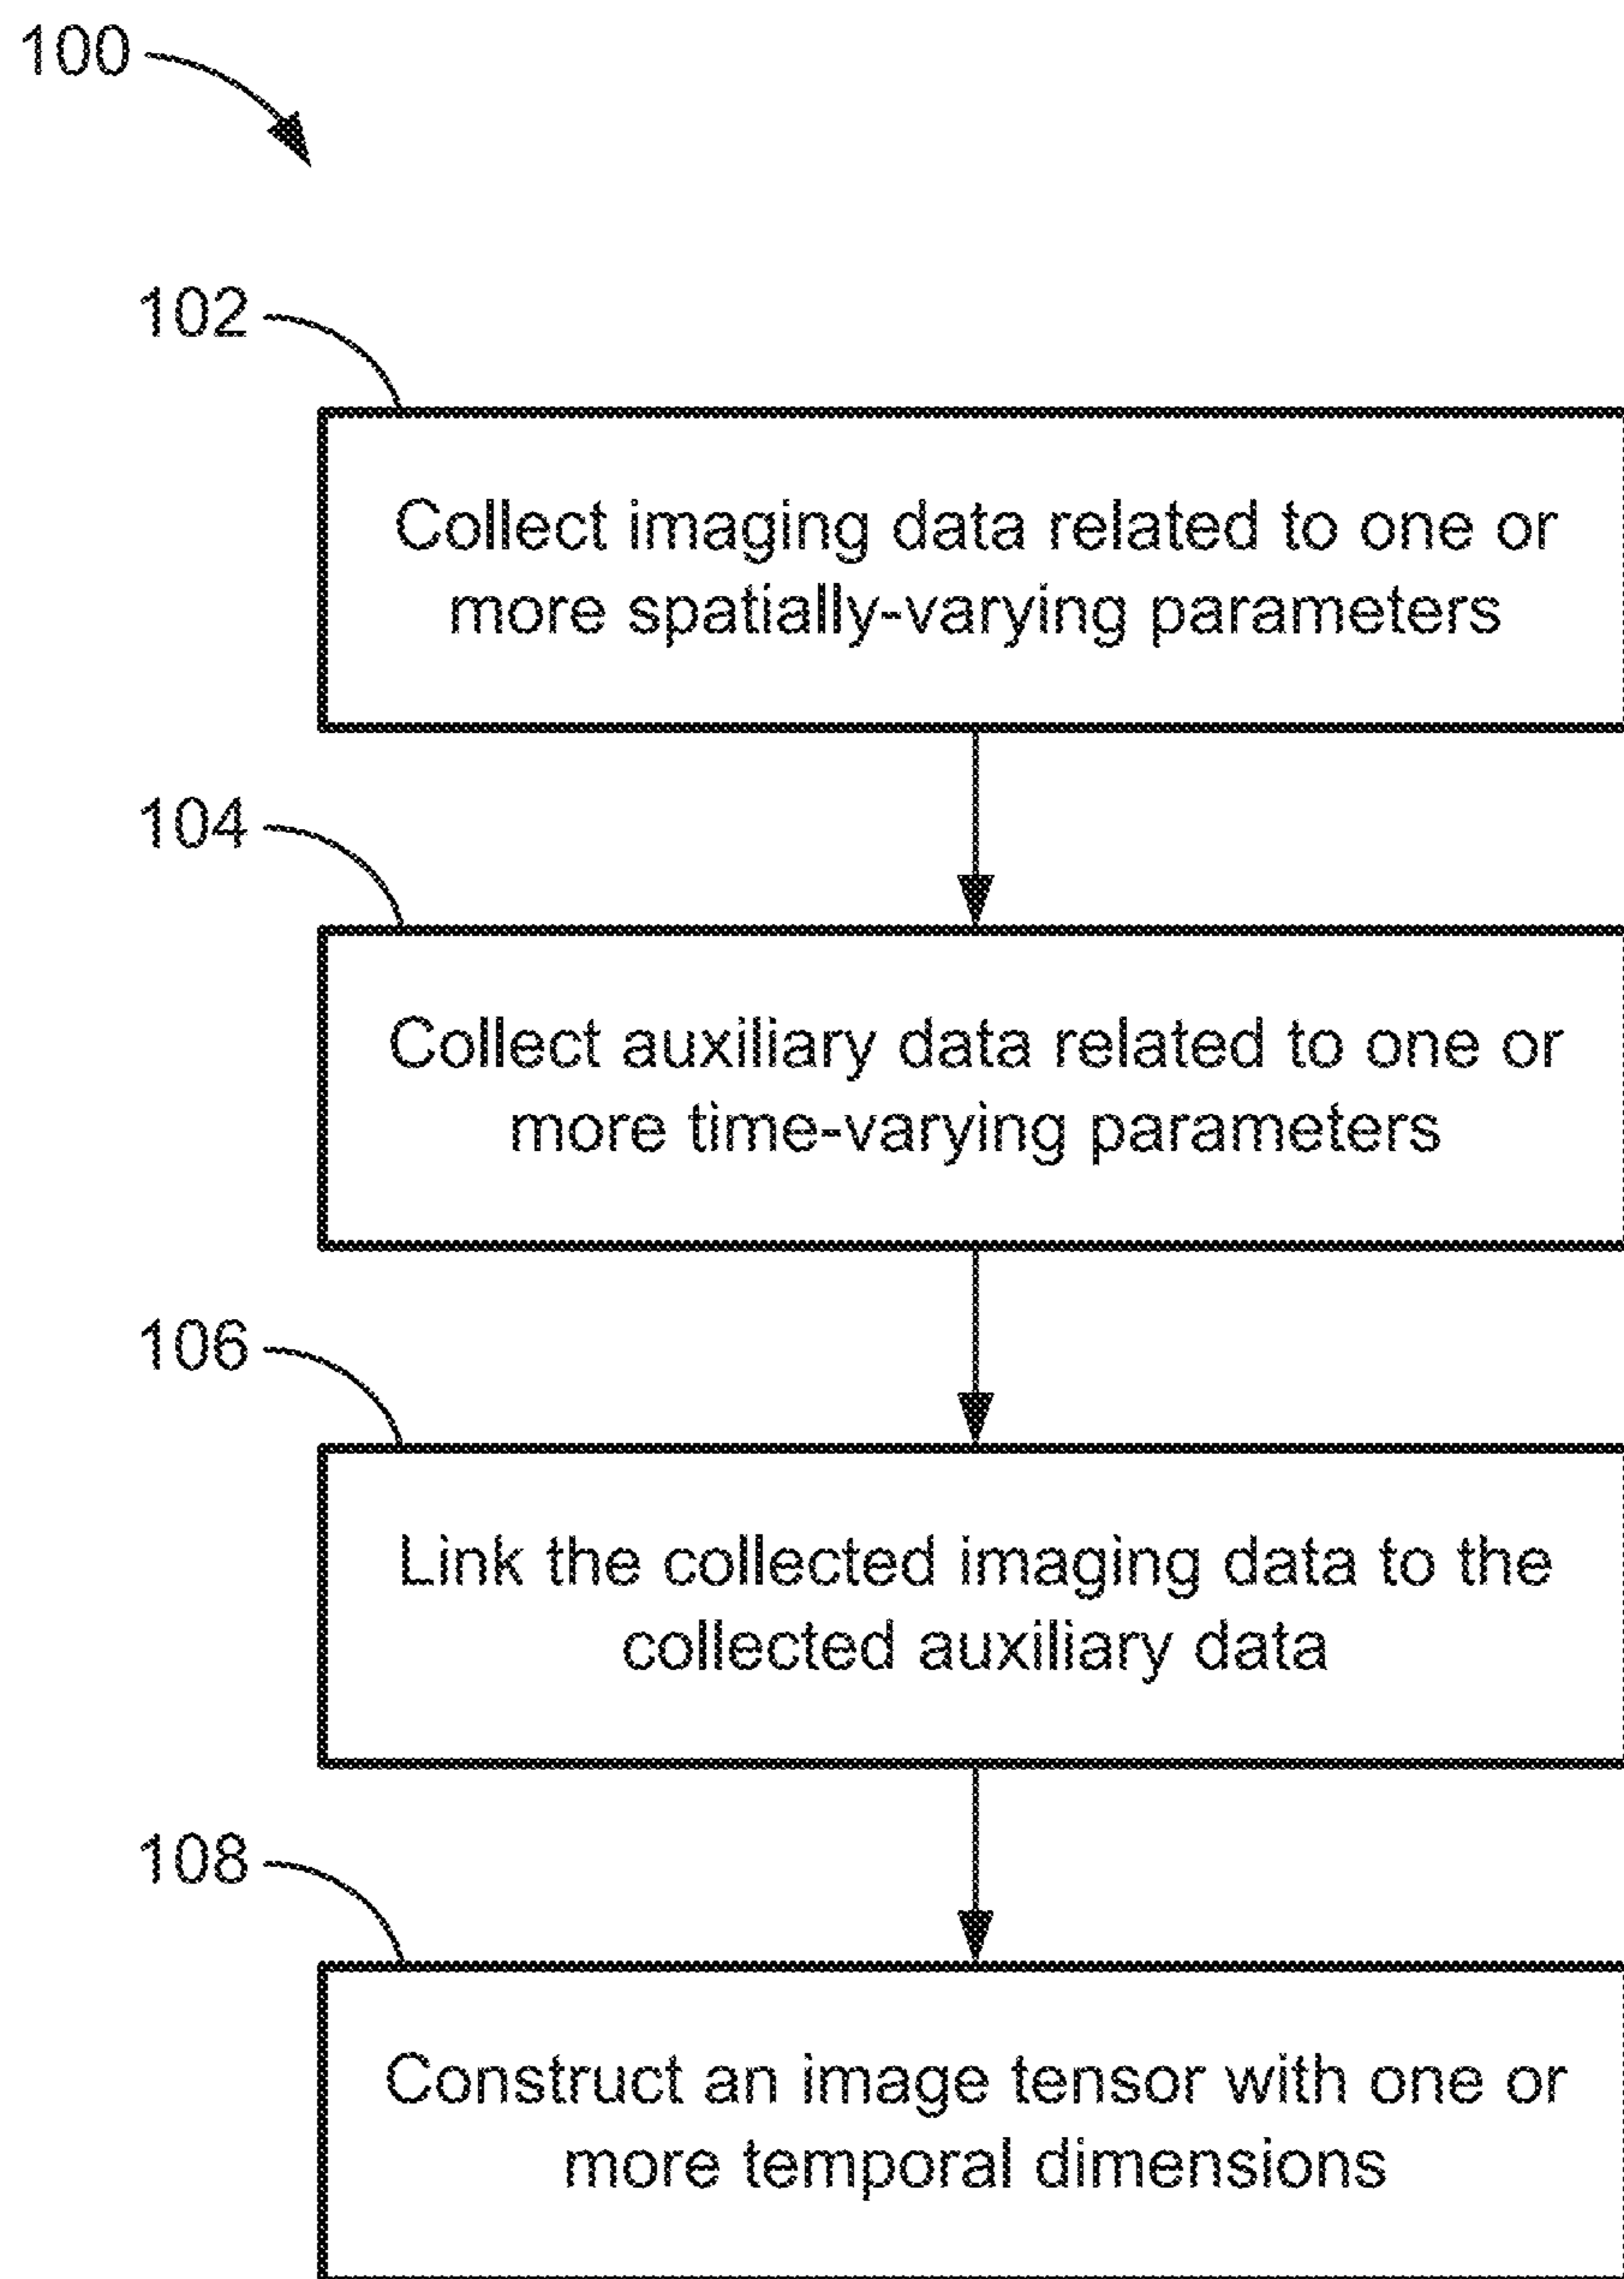 100
102
Collect imaging data related to one or
more spatially-varying parameters
104
Collect auxiliary data related to one or
more time-varying parameters
106
Link the collected imaging data to the
collected auxiliary data
108
Construct an image tensor with one or
more temporal dimensions